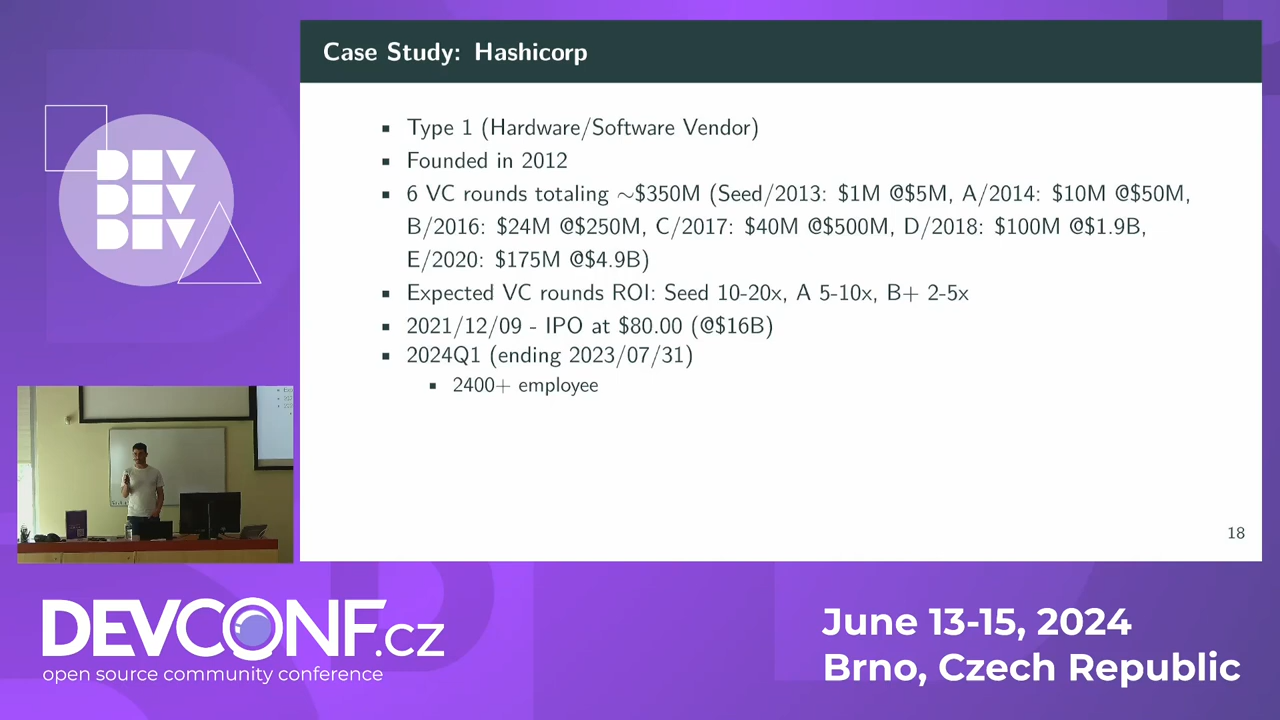 Case Study: Hashicorp
▪ Type 1 (Hardware/Software Vendor)
▪ Founded in 2012
▪ 6 VC rounds totaling ∼$350M (Seed/2013: $1M @$5M, A/2014: $10M @$50M,
B/2016: $24M @$250M, C/2017: $40M @$500M, D/2018: $100M @$1.9B,
E/2020: $175M @$4.9B)
▪ Expected VC rounds ROI: Seed 10-20x, A 5-10x, B+ 2-5x
▪ 2021/12/09 - IPO at $80.00 (@$16B)
▪ 2024Q1 (ending 2023/07/31)
▪ 2400+ employee
18
DEV
DEV
DEV
DEVCONF.cz
open source community conference
June 13-15, 2024
Brno, Czech Republic